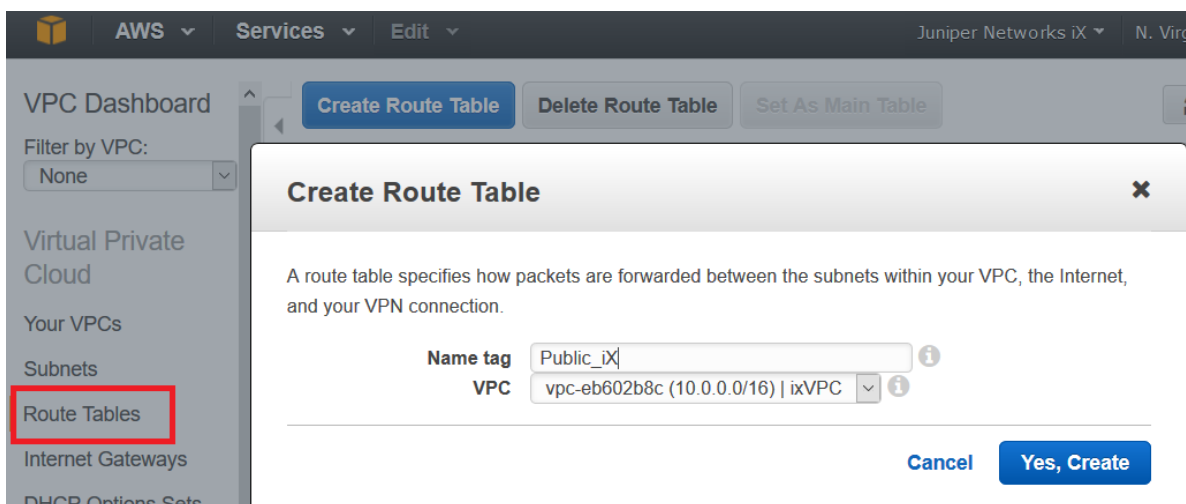 AWS Services Edit Juniper Networks iX N. Virg
VPC Dashboard
Create Route Table Delete Route Table Set As Main Table
Filter by VPC:
None
Create Route Table
Virtual Private
Cloud
A route table specifies how packets are forwarded between the subnets within your VPC, the Internet,
and your VPN connection.
Your VPCs
Name tag Public_iX
Subnets
VPC vpc-eb602b8c (10.0.0.0/16) | ixVPC
Route Tables
Internet Gateways
Cancel Yes, Create
DHCP Options Sets